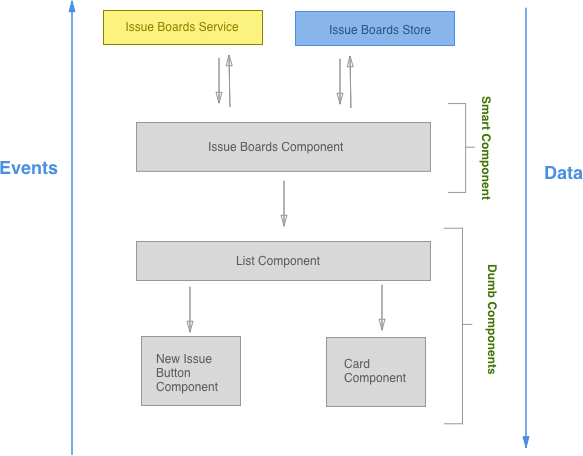 Issue Boards Service
Issue Boards Store
Smart Component
Issue Boards Component
Events
Data
List Component
Dumb Components
New Issue
Button
Component
Card
Component